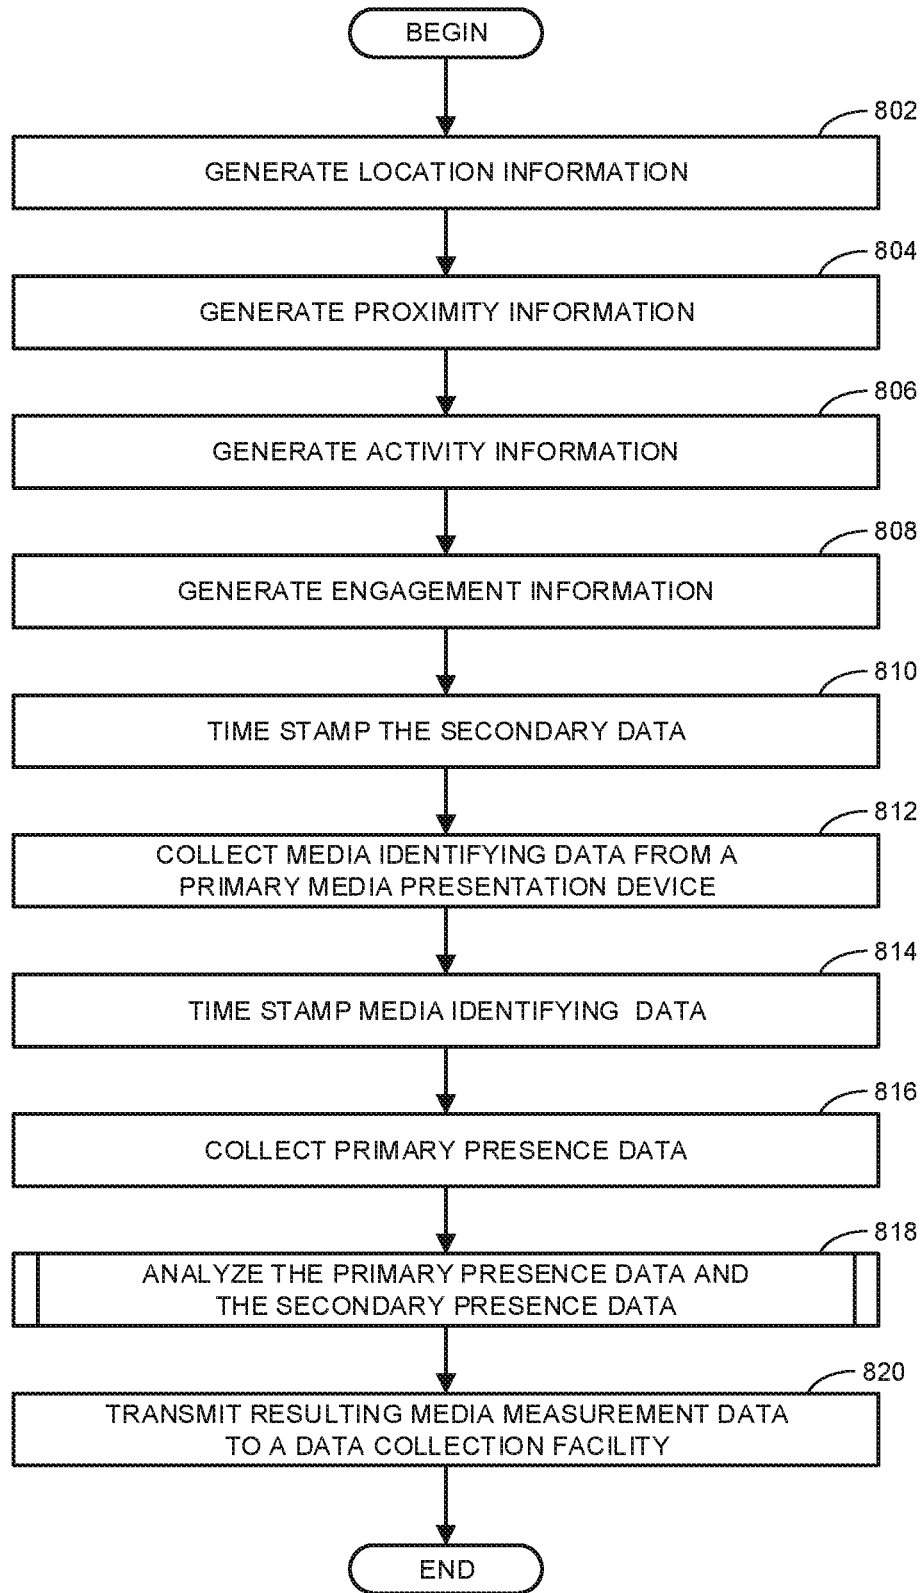 BEGIN
802
GENERATE LOCATION INFORMATION
804
GENERATE PROXIMITY INFORMATION
806
GENERATE ACTIVITY INFORMATION
808
GENERATE ENGAGEMENT INFORMATION
810
TIME STAMP THE SECONDARY DATA
812
COLLECT MEDIA IDENTIFYING DATA FROM A
PRIMARY MEDIA PRESENTATION DEVICE
814
TIME STAMP MEDIA IDENTIFYING DATA
816
COLLECT PRIMARY PRESENCE DATA
818
ANALYZE THE PRIMARY PRESENCE DATA AND
THE SECONDARY PRESENCE DATA
820
TRANSMIT RESULTING MEDIA MEASUREMENT DATA
TO A DATA COLLECTION FACILITY
END